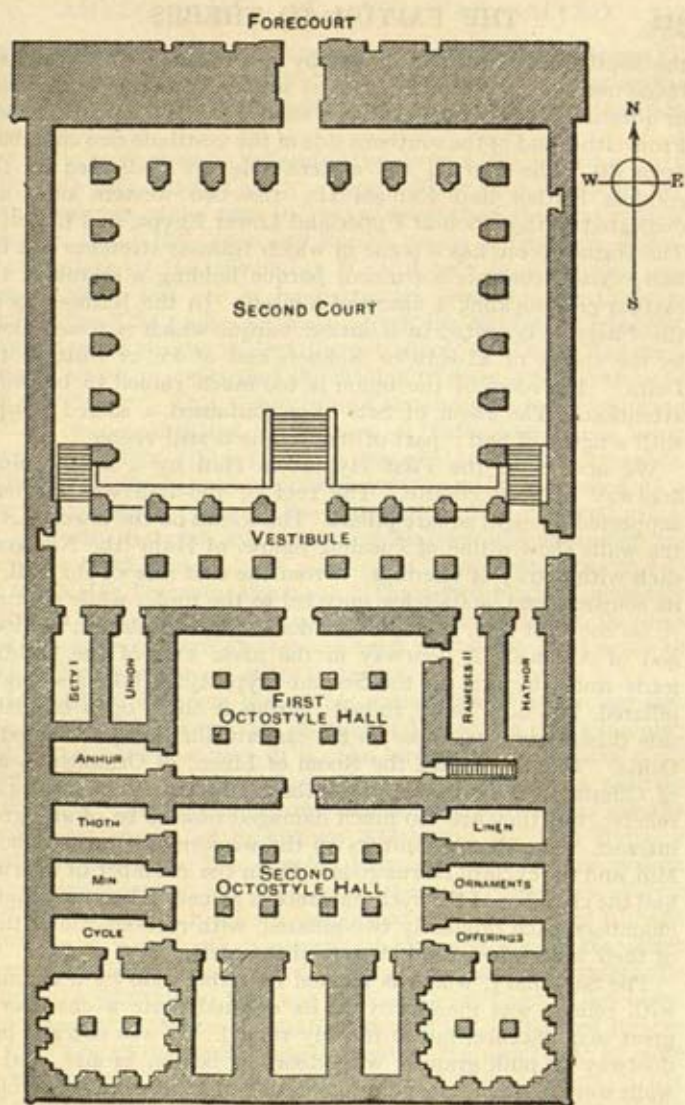 FORECOURT
N
W E
S
SECOND COURT
VESTIBULE
SETY I
UNION
RAMESES II
HATHOR
FIRST
OCTOSTYLE HALL
ANHUR
THOTH
LINEN
SECOND
OCTOSTYLE HALL
MIN
ORNAMENTS
CYCLE
OFFERINGS